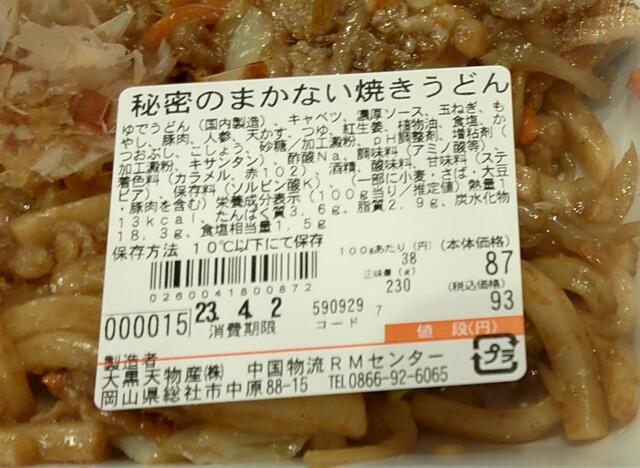 秘密のまかない焼きうどん
ゆでうどん(国内製造)、キャベツ、濃厚ソース、玉ねぎ、も
やし、豚肉、人参、天かす、つゆ、紅生姜、植物油、食塩、か
つおぶし、こしょう、砂糖/加工澱粉、pH調整剤、増粘剤(
加工澱粉、キサンタン)、酢酸Na、調味料(アミノ酸等)、
着色料(カラメル、赤102)、酒精、酸味料、甘味料(ステ
ビア)、保存料(ソルビン酸K)、(一部に小麦・さば・大豆
・豚肉を含む)栄養成分表示(100g当り/推定値)熱量1
13kcal、たんぱく質3.6g、脂質2.9g、炭水化物
18.3g、食塩相当量1.5g
保存方法 10℃以下にて保存
100gあたり(円) (本体価格)
38 87
正味量(g) (税込価格)
230 93
0260041800872
000015 23.4.2 590929 7
消費期限 コード
値 段(円)
プラ
製造者
大黒天物産(株) 中国物流RMセンター
岡山県総社市中原88-15 TEL0866-92-6065